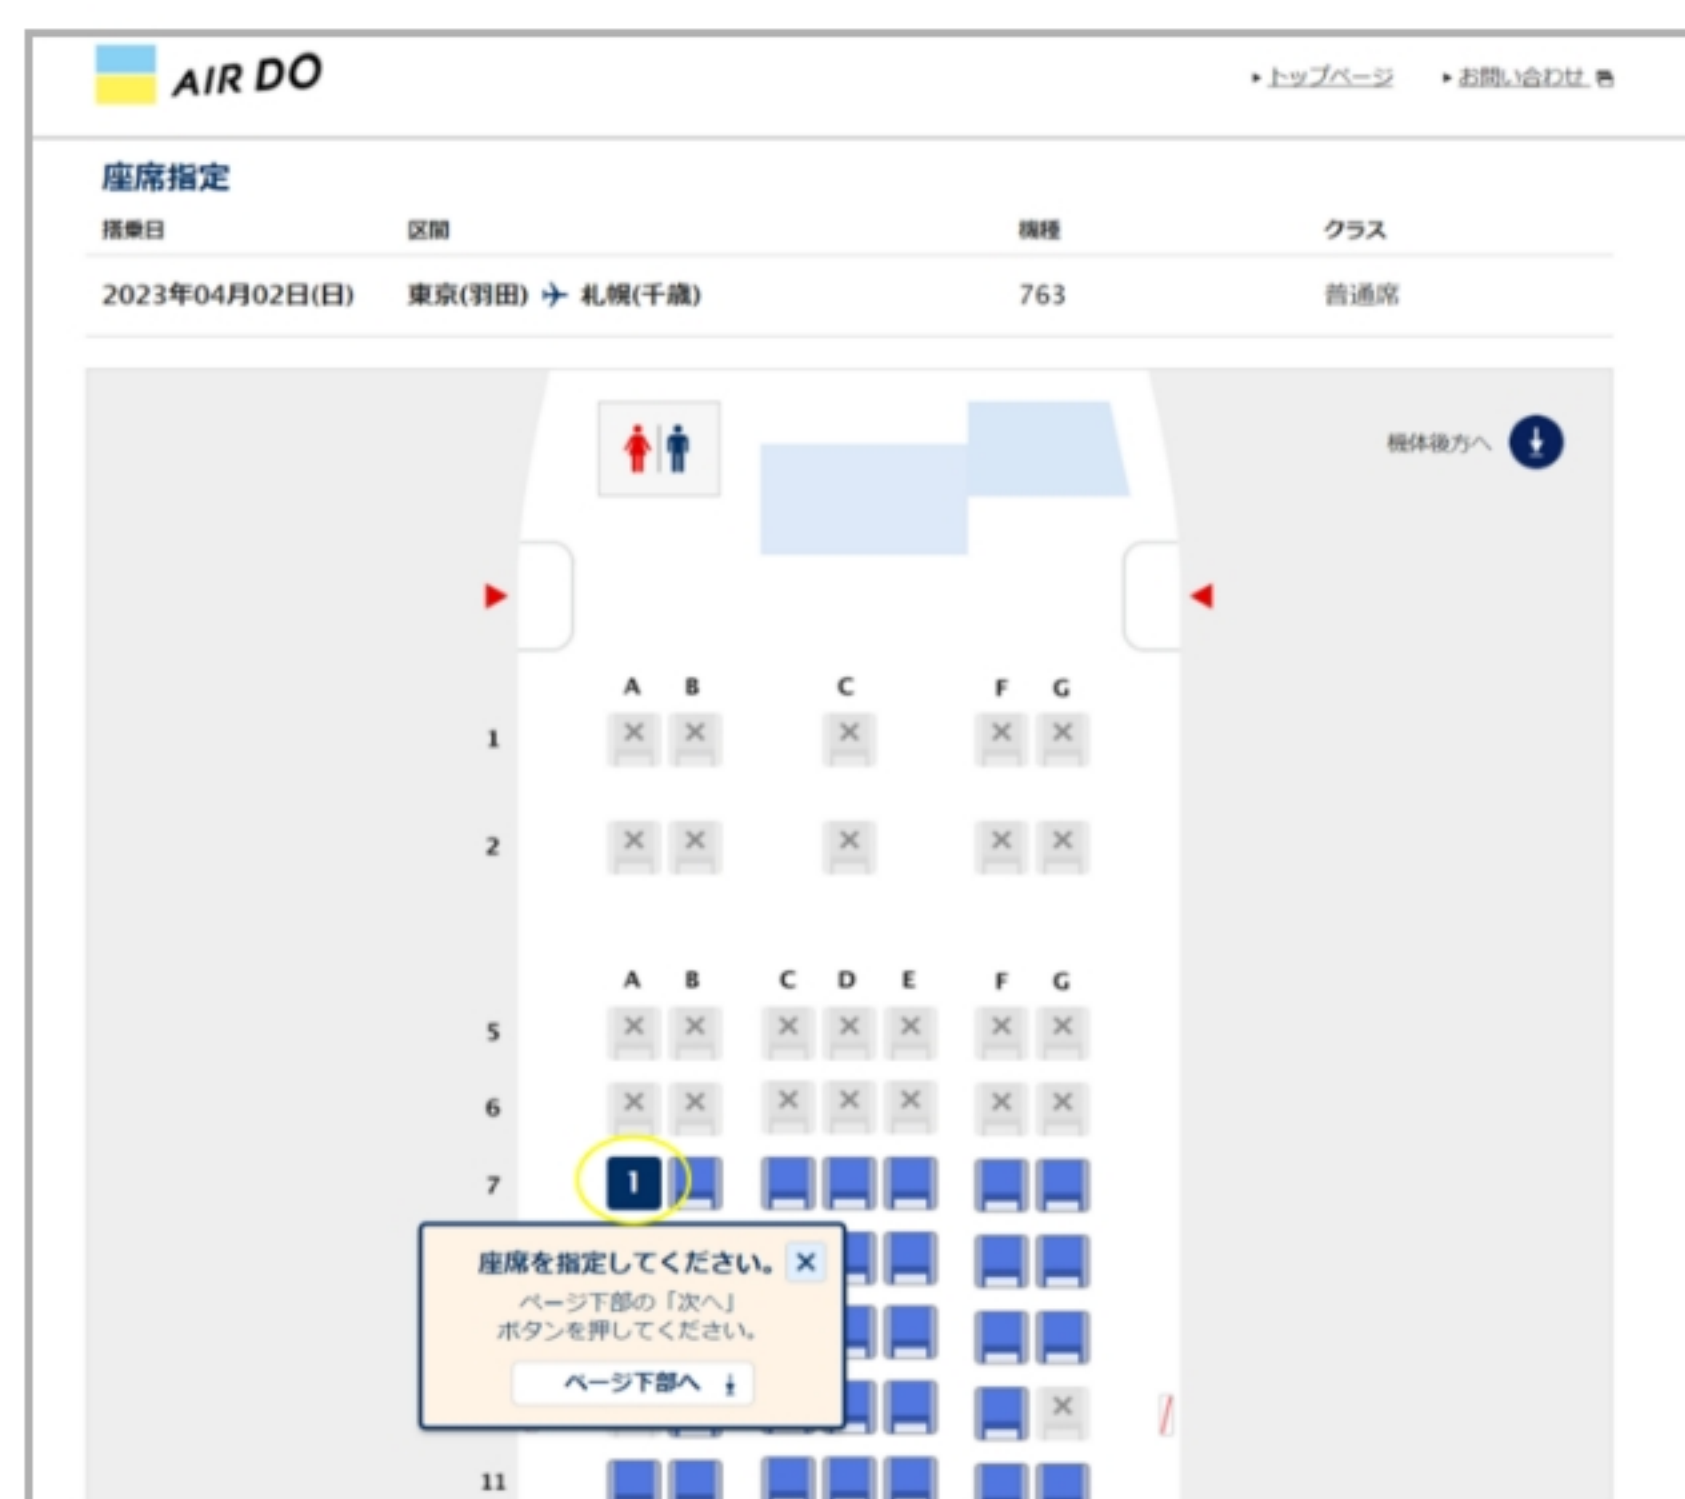 AIR DO
トップページ お問い合わせ
座席指定
搭乗日 区間 機種 クラス
2023年04月02日(日) 東京(羽田) 札幌(千歳) 763 普通席
機体後方へ
A B C F G
1
2
A B C D E F G
5
6
7 1
座席を指定してください。
ページ下部の「次へ」
ボタンを押してください。
ページ下部へ
11